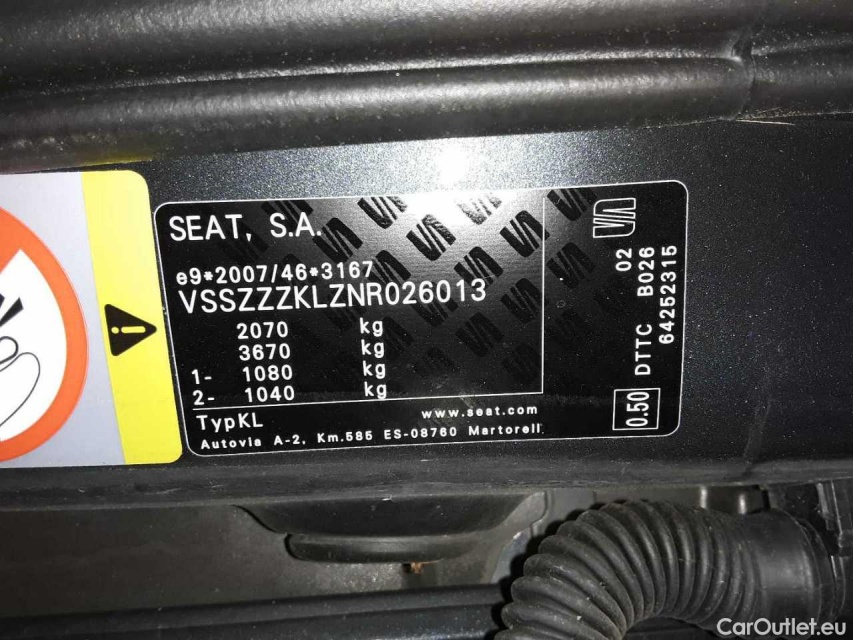 SEAT, S.A.
e9*2007/46*3167
VSSZZZKLZNR026013
2070 kg
3670 kg
1- 1080 kg
2- 1040 kg
TypKL
www.seat.com
Autovia A-2, Km.585 ES-08760 Martorell
02
DTTC B026
64252315
0.50
CarOutlet.eu